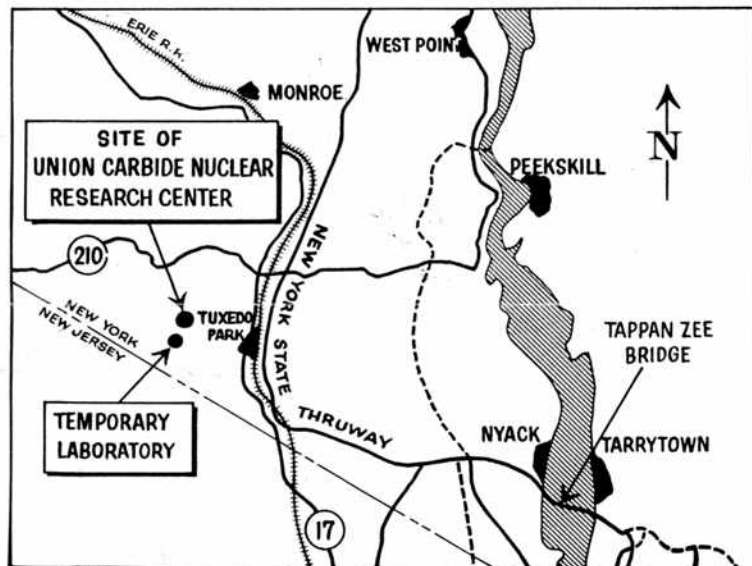 ERIE R.R.
WEST POINT
MONROE
SITE OF
UNION CARBIDE NUCLEAR
RESEARCH CENTER
N
PEEKSKILL
210
NEW YORK STATE
THRUWAY
NEW YORK
NEW JERSEY
TUXEDO
PARK
TAPPAN ZEE
BRIDGE
TEMPORARY
LABORATORY
NYACK
TARRYTOWN
17